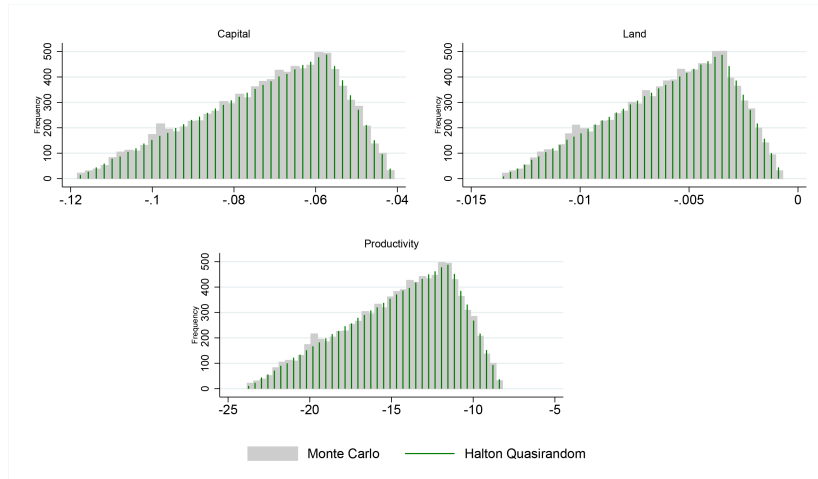 Capital
Frequency
0 100 200 300 400 500
-.12 -.1 -.08 -.06 -.04
Land
Frequency
0 100 200 300 400 500
-.015 -.01 -.005 0
Productivity
Frequency
0 100 200 300 400 500
-25 -20 -15 -10 -5
Monte Carlo Halton Quasirandom